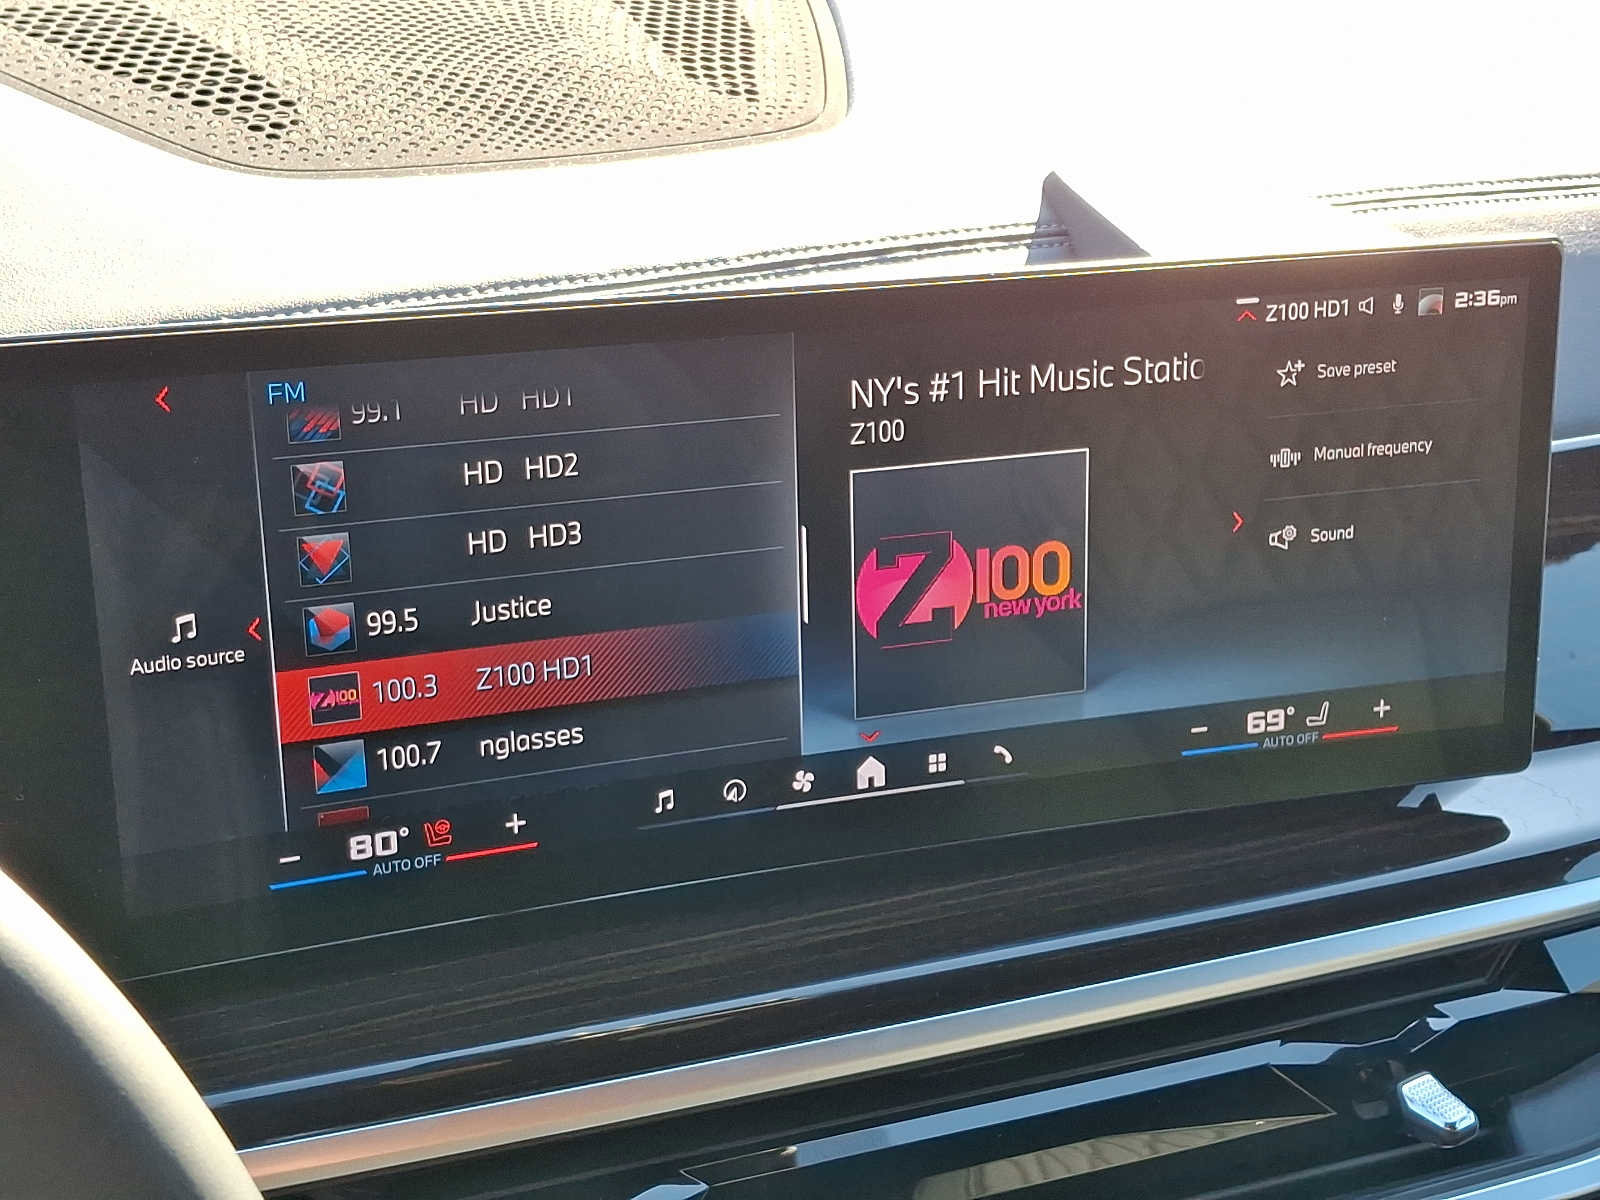 Z100 HD1 2:36pm
FM
99.1 HD HD1
HD HD2
HD HD3
99.5 Justice
Z100 100.3 Z100 HD1
100.7 nglasses
Audio source
NY's #1 Hit Music Statio
Z100
Z100
new york
Save preset
Manual frequency
Sound
− 80° +
AUTO OFF
− 69° +
AUTO OFF